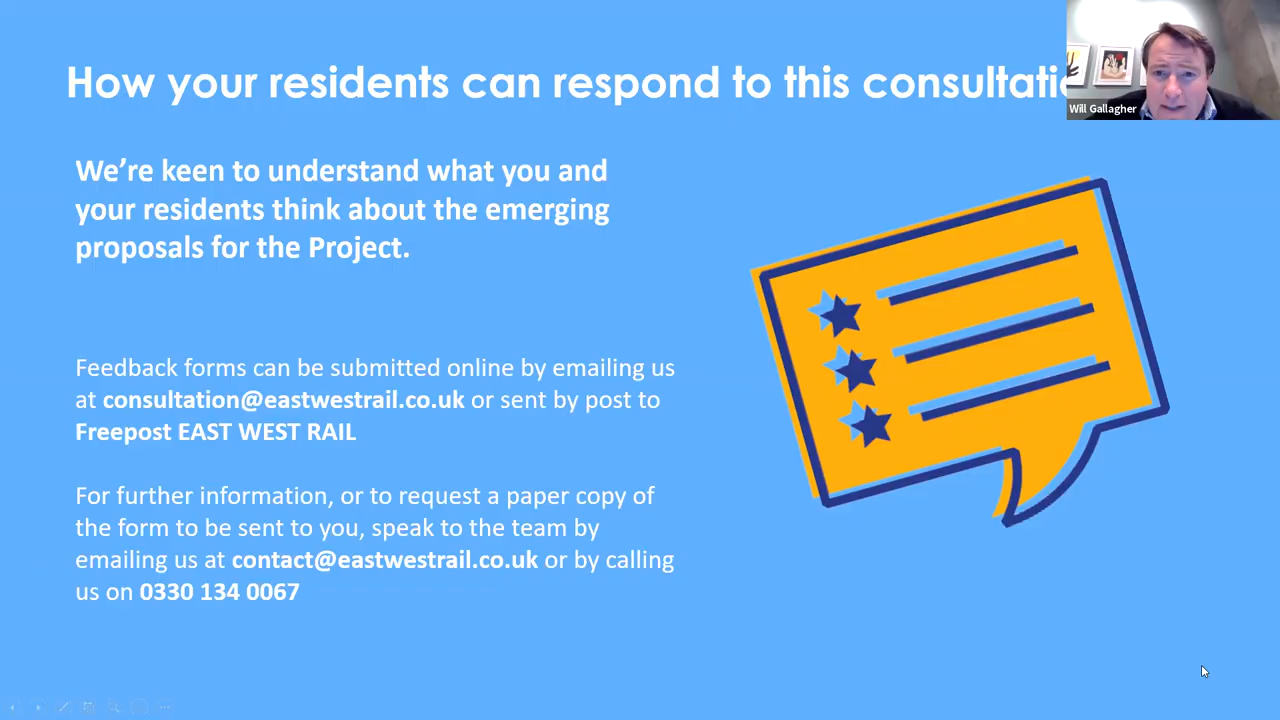 How your residents can respond to this consultati
Will Gallagher
We’re keen to understand what you and
your residents think about the emerging
proposals for the Project.
Feedback forms can be submitted online by emailing us
at consultation@eastwestrail.co.uk or sent by post to
Freepost EAST WEST RAIL
For further information, or to request a paper copy of
the form to be sent to you, speak to the team by
emailing us at contact@eastwestrail.co.uk or by calling
us on 0330 134 0067